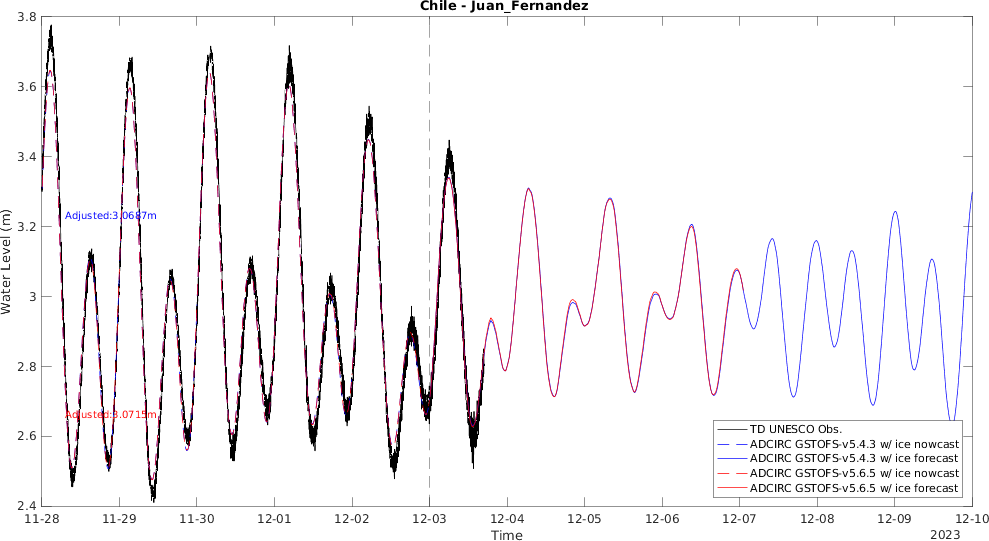 Chile - Juan_Fernandez
3.8
3.6
3.4
3.2
3
2.8
2.6
2.4
Water Level (m)
Adjusted:3.0687m
Adjusted:3.0715m
TD UNESCO Obs.
ADCIRC GSTOFS-v5.4.3 w/ ice nowcast
ADCIRC GSTOFS-v5.4.3 w/ ice forecast
ADCIRC GSTOFS-v5.6.5 w/ ice nowcast
ADCIRC GSTOFS-v5.6.5 w/ ice forecast
11-28 11-29 11-30 12-01 12-02 12-03 12-04 12-05 12-06 12-07 12-08 12-09 12-10
Time
2023